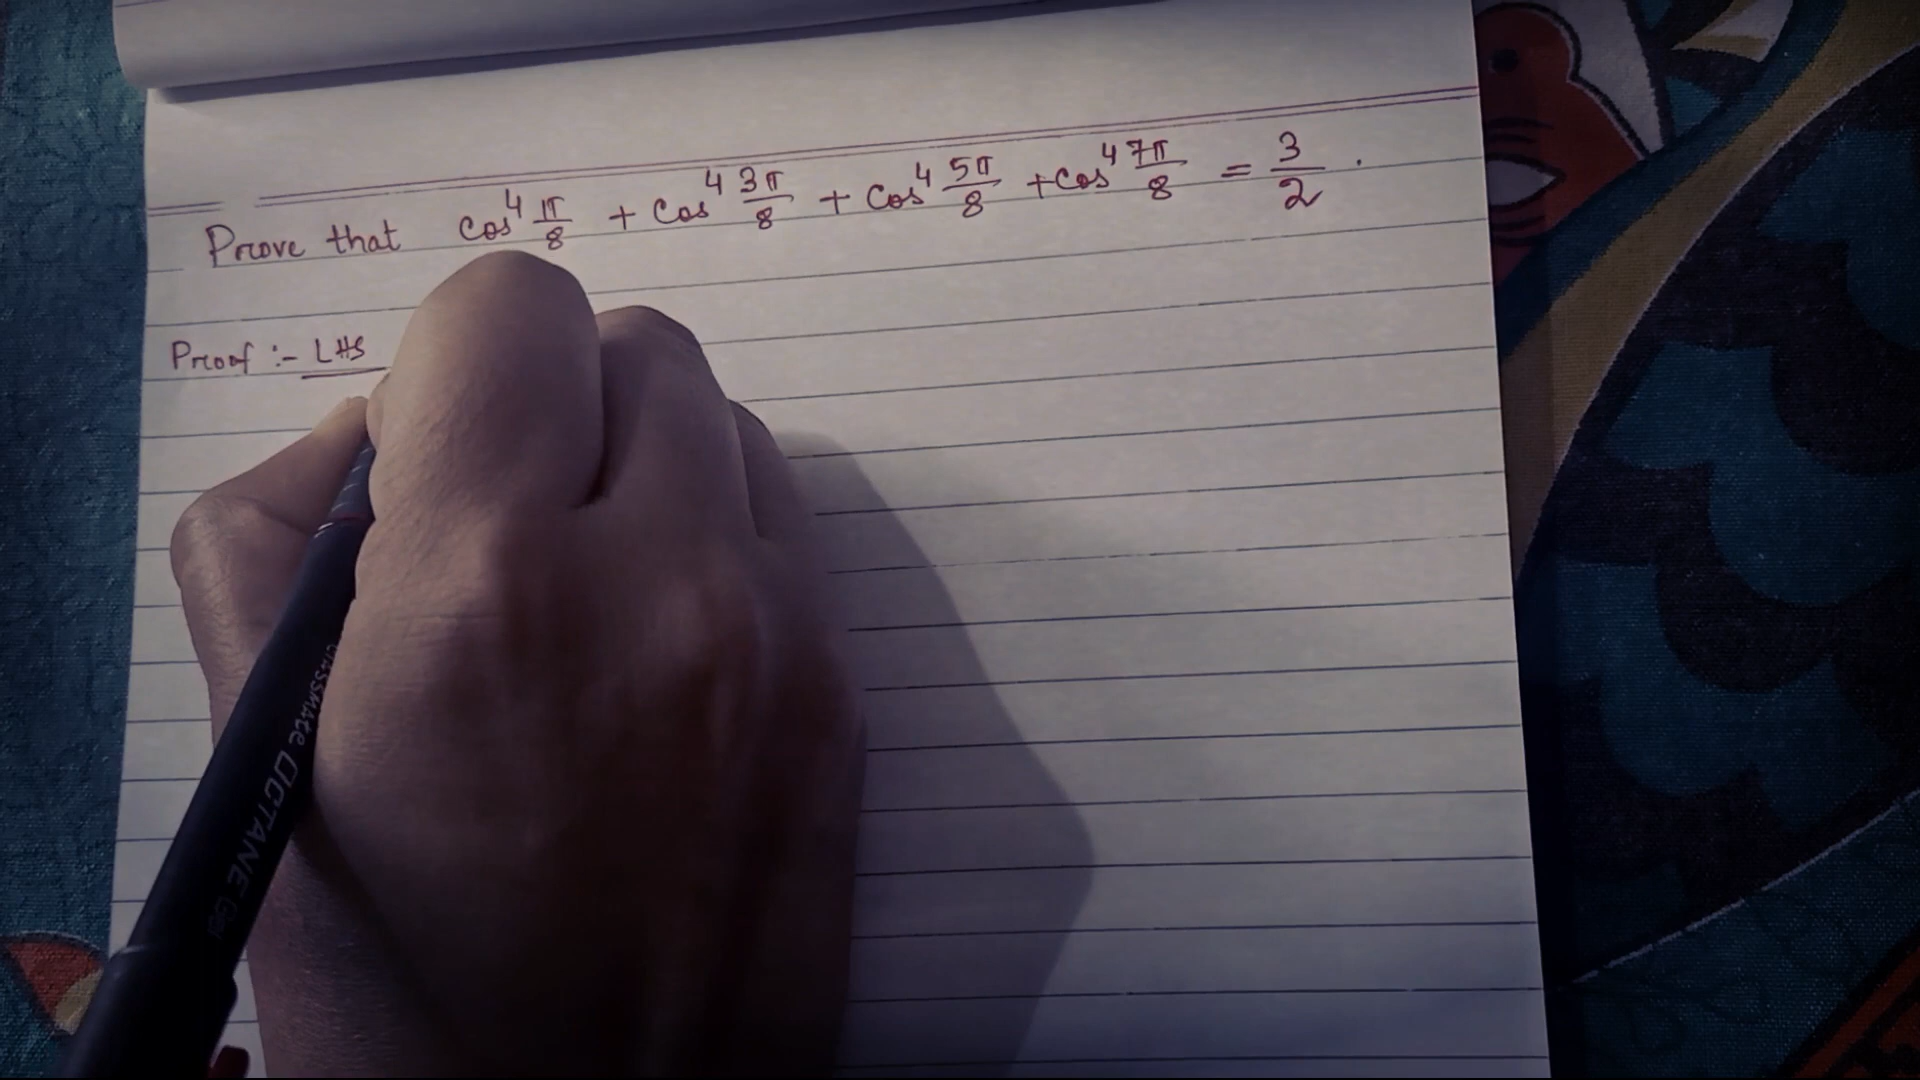 Prove that cos⁴ π/8 + cos⁴ 3π/8 + cos⁴ 5π/8 + cos⁴ 7π/8 = 3/2 .
Proof :- LHS
classmate OCTANE